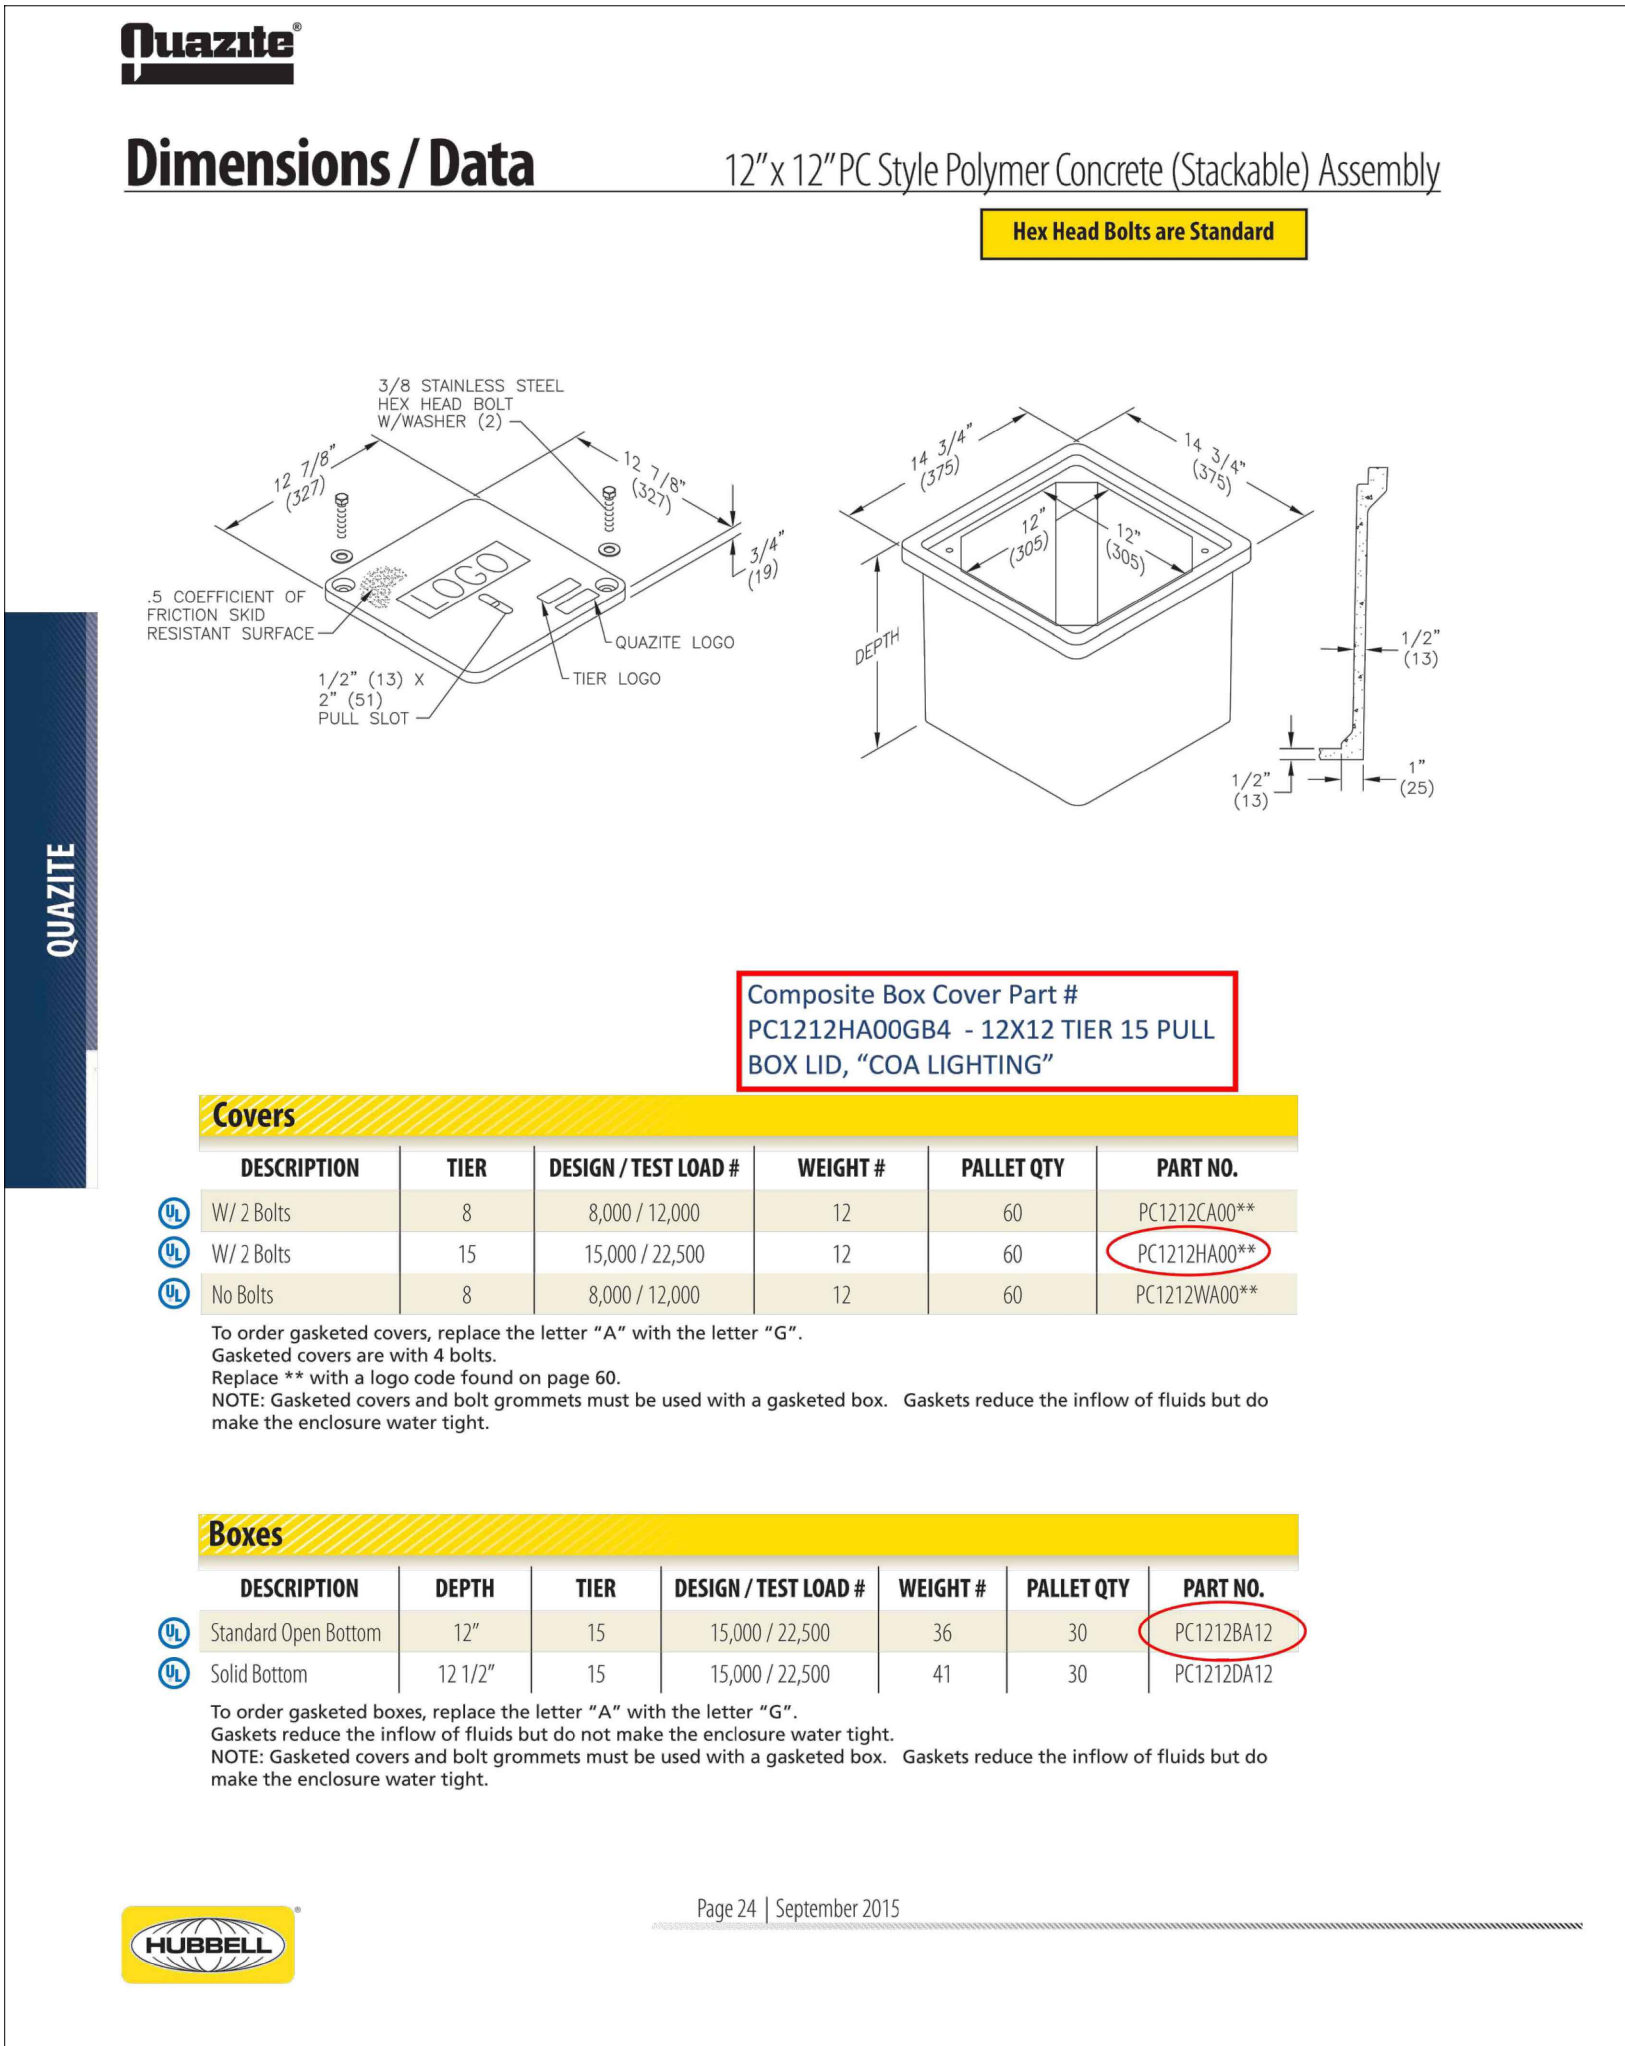 Quazite®
Dimensions / Data
12" x 12" PC Style Polymer Concrete (Stackable) Assembly
Hex Head Bolts are Standard
3/8 STAINLESS STEEL
HEX HEAD BOLT
W/WASHER (2)
12 7/8"
(327)
12 7/8"
(327)
3/4"
(19)
.5 COEFFICIENT OF
FRICTION SKID
RESISTANT SURFACE
LOGO
QUAZITE LOGO
TIER LOGO
1/2" (13) X
2" (51)
PULL SLOT
14 3/4"
(375)
14 3/4"
(375)
12"
(305)
12"
(305)
DEPTH
1/2"
(13)
1/2"
(13)
1"
(25)
QUAZITE
Composite Box Cover Part #
PC1212HA00GB4 - 12X12 TIER 15 PULL
BOX LID, “COA LIGHTING”
Covers
DESCRIPTION TIER DESIGN / TEST LOAD # WEIGHT # PALLET QTY PART NO.
UL W/ 2 Bolts 8 8,000 / 12,000 12 60 PC1212CA00**
UL W/ 2 Bolts 15 15,000 / 22,500 12 60 PC1212HA00**
UL No Bolts 8 8,000 / 12,000 12 60 PC1212WA00**
To order gasketed covers, replace the letter “A” with the letter “G”.
Gasketed covers are with 4 bolts.
Replace ** with a logo code found on page 60.
NOTE: Gasketed covers and bolt grommets must be used with a gasketed box. Gaskets reduce the inflow of fluids but do
make the enclosure water tight.
Boxes
DESCRIPTION DEPTH TIER DESIGN / TEST LOAD # WEIGHT # PALLET QTY PART NO.
UL Standard Open Bottom 12" 15 15,000 / 22,500 36 30 PC1212BA12
UL Solid Bottom 12 1/2" 15 15,000 / 22,500 41 30 PC1212DA12
To order gasketed boxes, replace the letter “A” with the letter “G”.
Gaskets reduce the inflow of fluids but do not make the enclosure water tight.
NOTE: Gasketed covers and bolt grommets must be used with a gasketed box. Gaskets reduce the inflow of fluids but do
make the enclosure water tight.
Page 24 | September 2015
HUBBELL®